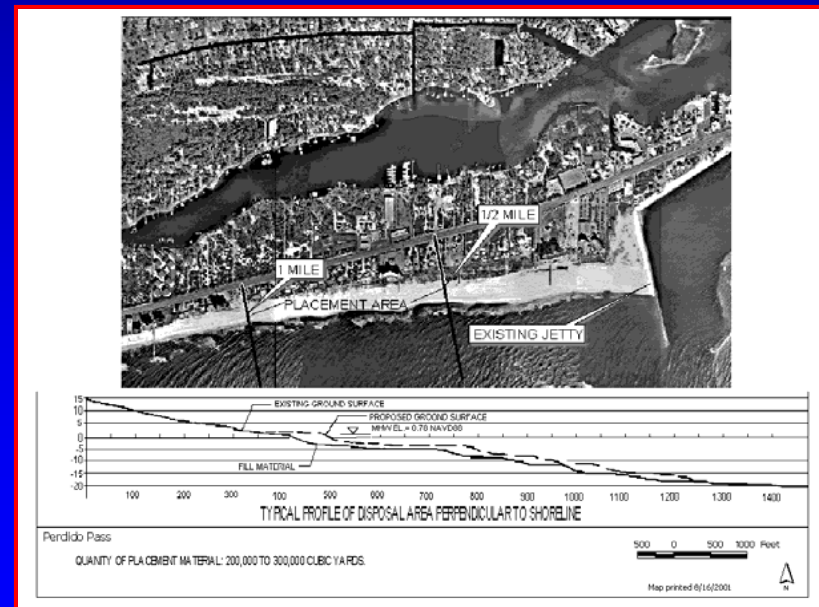 1/2 MILE
1 MILE
PLACEMENT AREA
EXISTING JETTY
15
10
5
0
-5
-10
-15
-20
EXISTING GROUND SURFACE
PROPOSED GROUND SURFACE
MHW EL = 0.78 NAVD88
FILL MATERIAL
100 200 300 400 500 600 700 800 900 1000 1100 1200 1300 1400
TYPICAL PROFILE OF DISPOSAL AREA PERPENDICULAR TO SHORELINE
Perdido Pass
QUANITY OF PLACEMENT MATERIAL: 200,000 TO 300,000 CUBIC YARDS.
500 0 500 1000 Feet
N
Map printed 8/16/2001